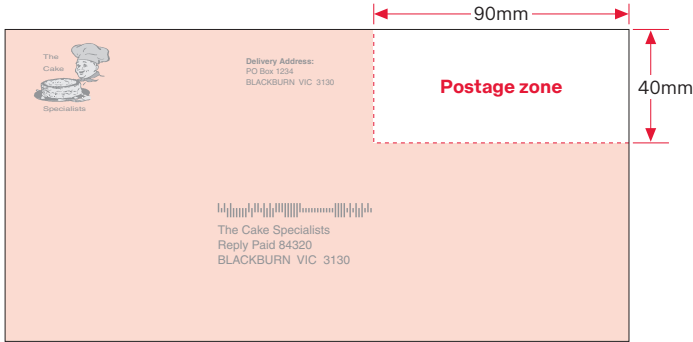 90mm
The
Cake
Specialists
Delivery Address:
PO Box 1234
BLACKBURN VIC 3130
Postage zone
40mm
The Cake Specialists
Reply Paid 84320
BLACKBURN VIC 3130